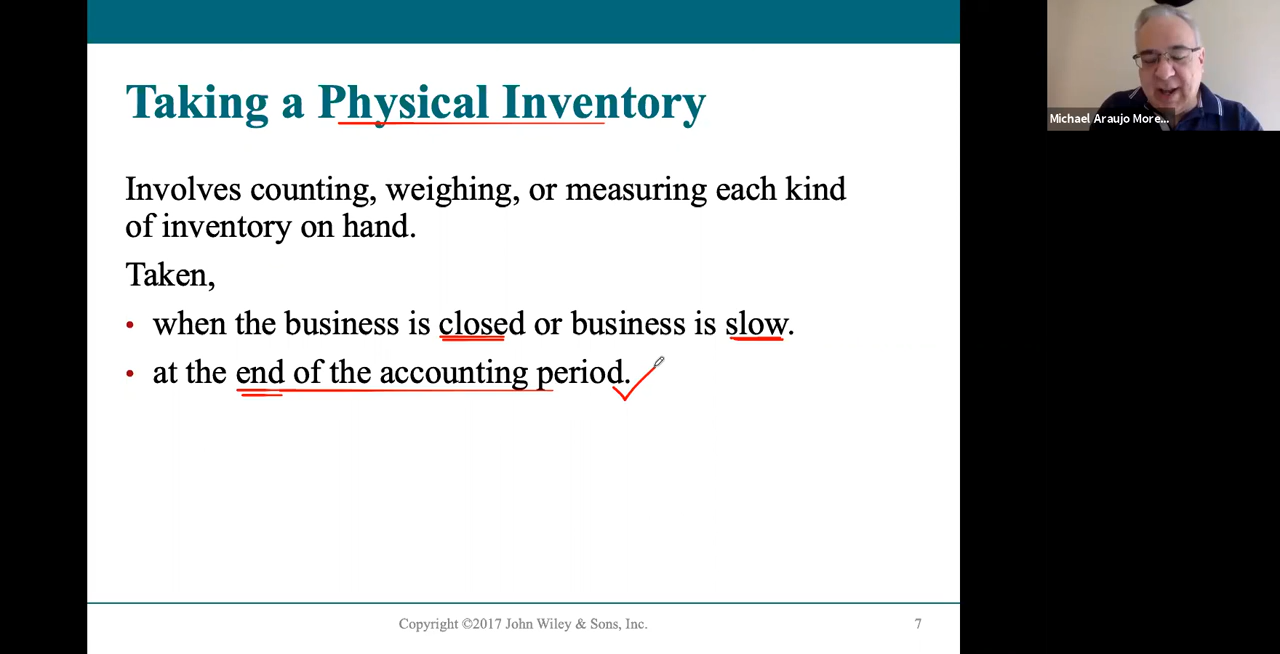 Taking a Physical Inventory
Michael Araujo More...
Involves counting, weighing, or measuring each kind
of inventory on hand.
Taken,
• when the business is closed or business is slow.
• at the end of the accounting period.
Copyright ©2017 John Wiley & Sons, Inc.
7